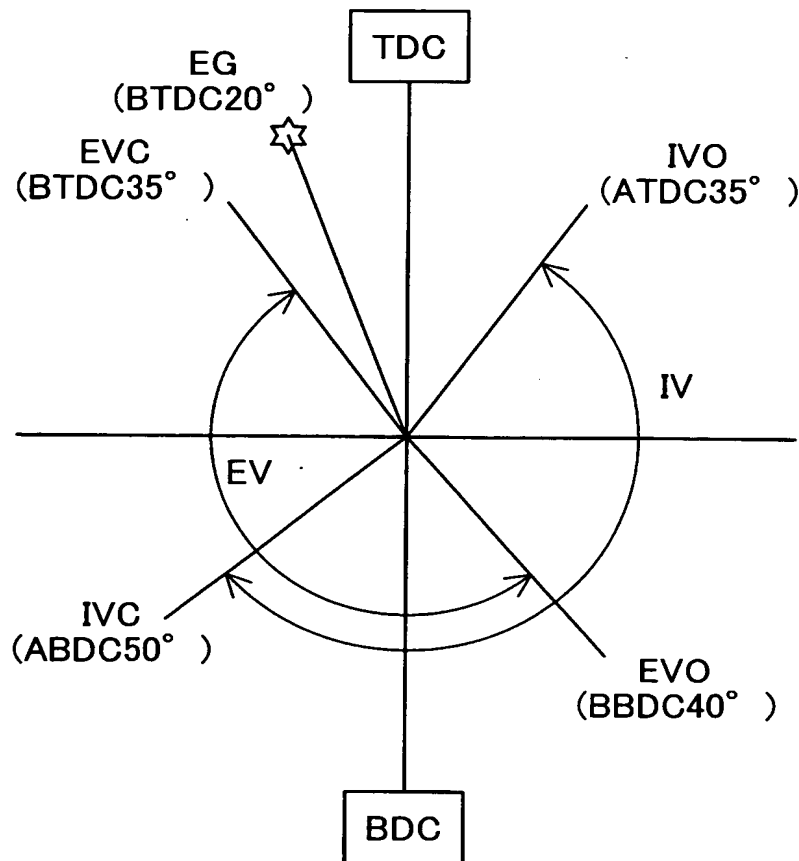 TDC
EG
(BTDC20°)
EVC
(BTDC35°)
IVO
(ATDC35°)
IV
EV
IVC
(ABDC50°)
EVO
(BBDC40°)
BDC